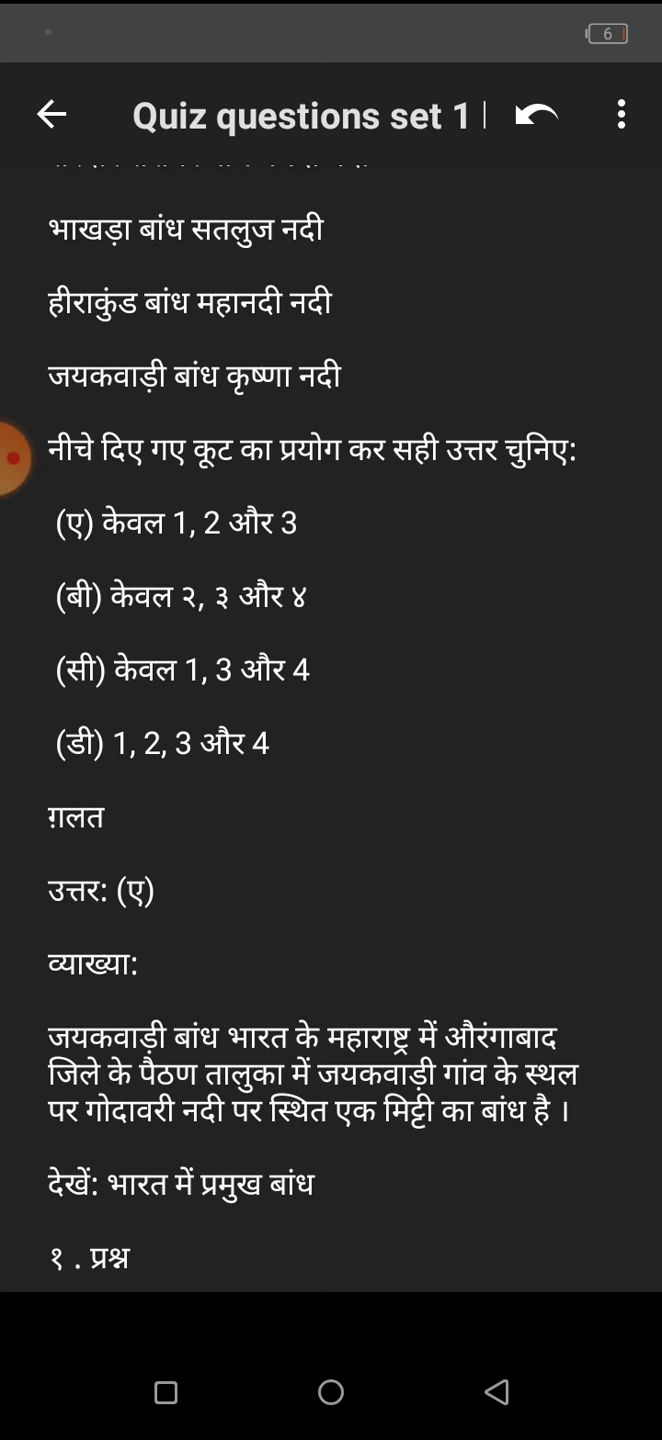 6
Quiz questions set 1
भाखड़ा बांध सतलुज नदी
हीराकुंड बांध महानदी नदी
जयकवाड़ी बांध कृष्णा नदी
नीचे दिए गए कूट का प्रयोग कर सही उत्तर चुनिए:
(ए) केवल 1, 2 और 3
(बी) केवल २, ३ और ४
(सी) केवल 1, 3 और 4
(डी) 1, 2, 3 और 4
ग़लत
उत्तर: (ए)
व्याख्या:
जयकवाड़ी बांध भारत के महाराष्ट्र में औरंगाबाद
जिले के पैठण तालुका में जयकवाड़ी गांव के स्थल
पर गोदावरी नदी पर स्थित एक मिट्टी का बांध है ।
देखें: भारत में प्रमुख बांध
१ . प्रश्न